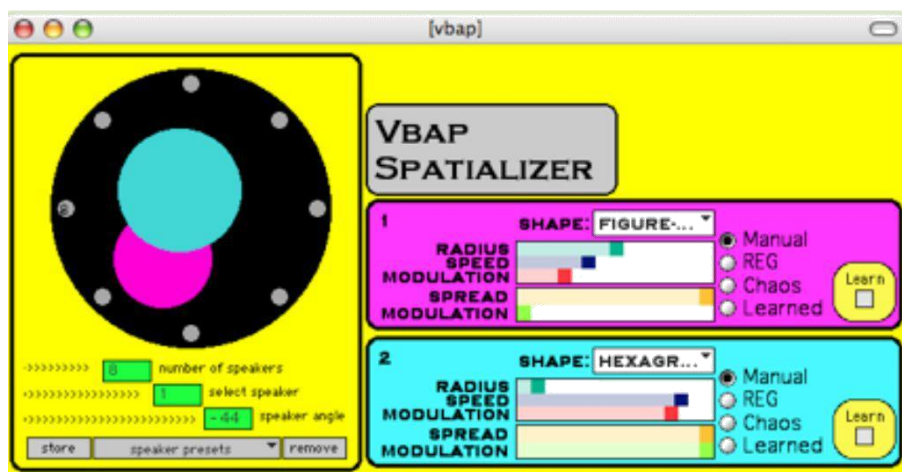 [vbap]
8
->>>>>>>>>> 8 number of speakers
->>>>>>>>>>>>>>>> 1 select speaker
->>>>>>>>>>>>>>>>>>>>>>> -44 speaker angle
store speaker presets remove
VBAP
SPATIALIZER
1 SHAPE: FIGURE-...
RADIUS
SPEED
MODULATION
SPREAD
MODULATION
Manual
REG
Chaos
Learned
Learn
2 SHAPE: HEXAGR...
RADIUS
SPEED
MODULATION
SPREAD
MODULATION
Manual
REG
Chaos
Learned
Learn